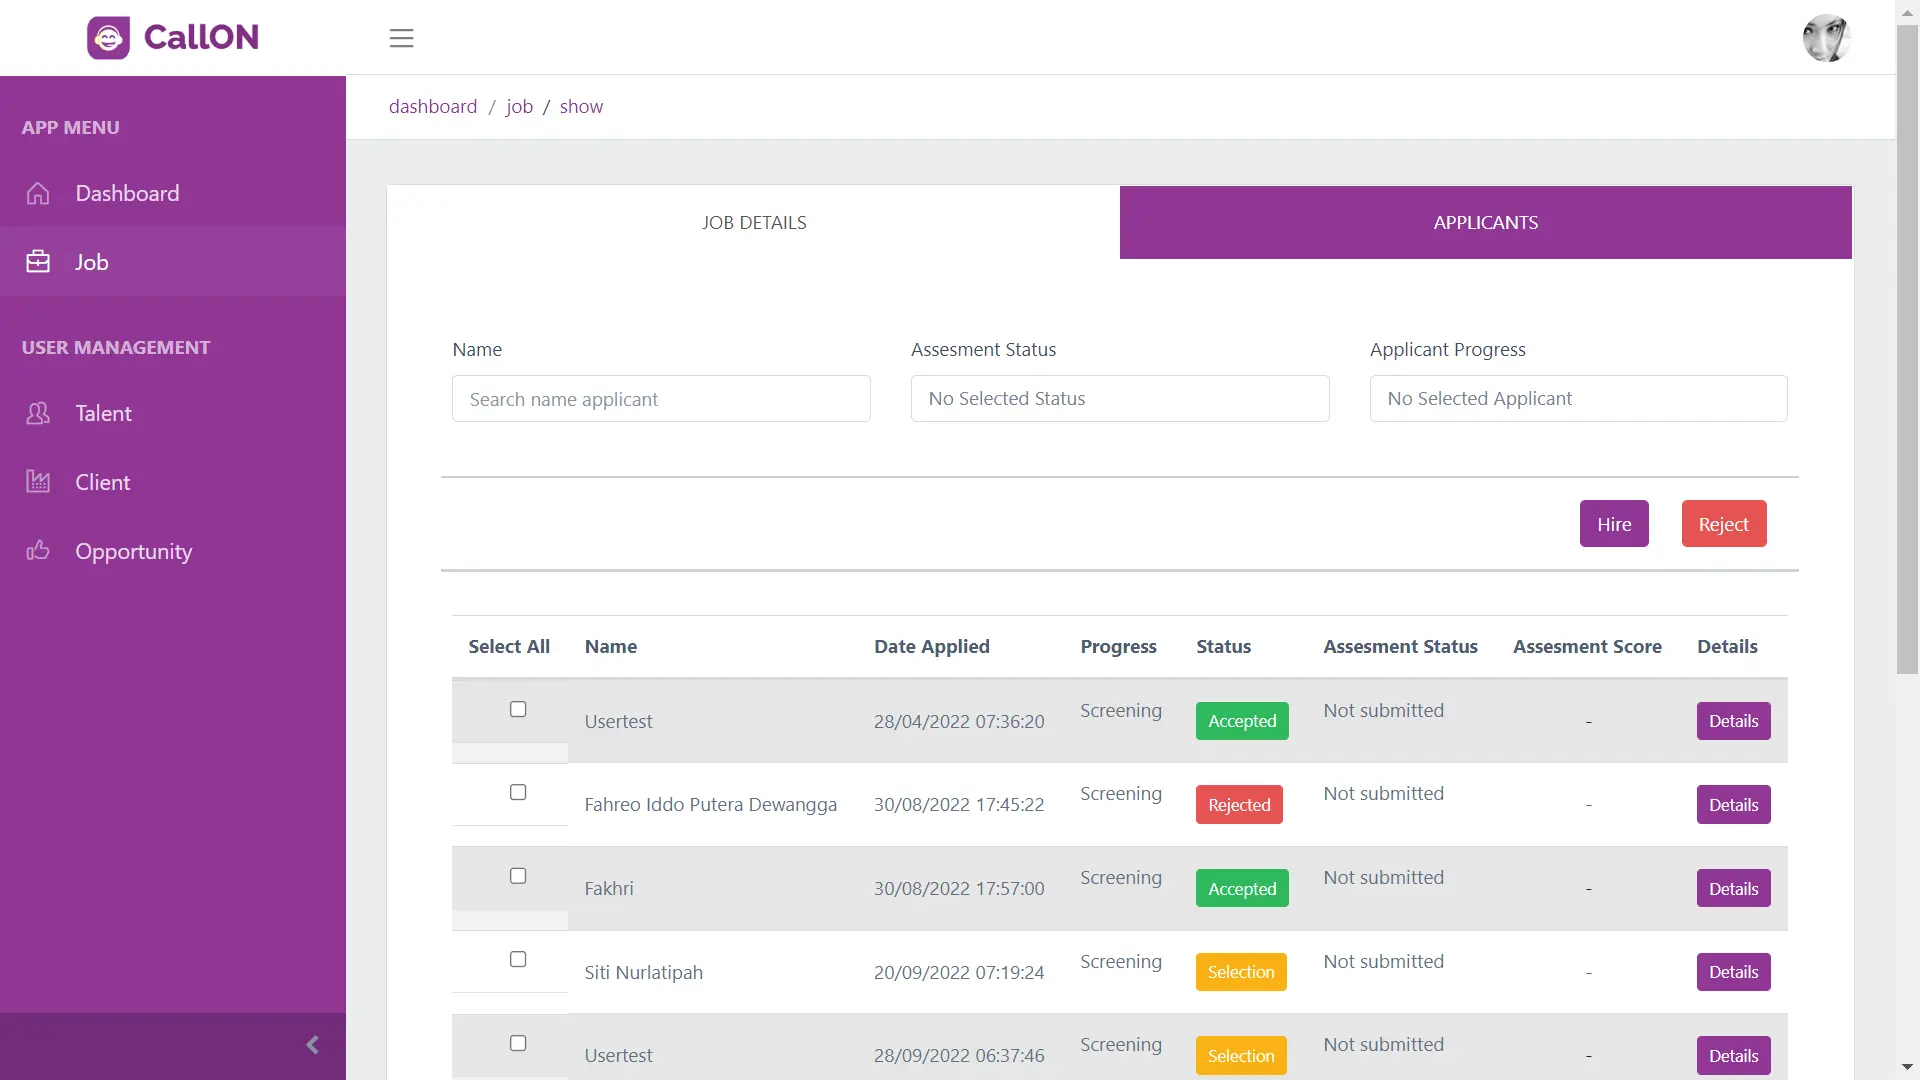 CallON
dashboard / job / show
APP MENU
Dashboard
Job
USER MANAGEMENT
Talent
Client
Opportunity
JOB DETAILS
APPLICANTS
Name
Assesment Status
Applicant Progress
Search name applicant
No Selected Status
No Selected Applicant
Hire
Reject
Select All Name Date Applied Progress Status Assesment Status Assesment Score Details
Usertest 28/04/2022 07:36:20 Screening Accepted Not submitted - Details
Fahreo Iddo Putera Dewangga 30/08/2022 17:45:22 Screening Rejected Not submitted - Details
Fakhri 30/08/2022 17:57:00 Screening Accepted Not submitted - Details
Siti Nurlatipah 20/09/2022 07:19:24 Screening Selection Not submitted - Details
Usertest 28/09/2022 06:37:46 Screening Selection Not submitted - Details